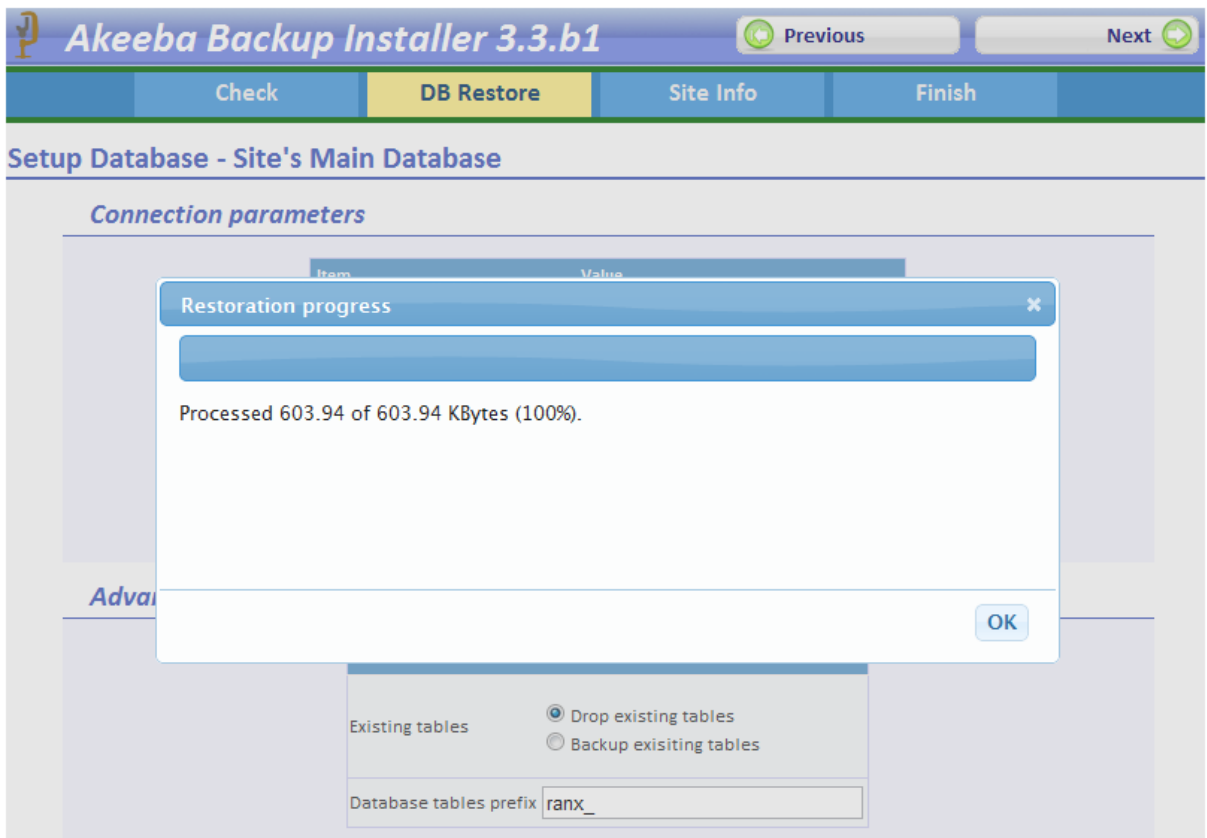 Akeeba Backup Installer 3.3.b1
Previous
Next
Check
DB Restore
Site Info
Finish
Setup Database - Site's Main Database
Connection parameters
Item
Value
Restoration progress
Processed 603.94 of 603.94 KBytes (100%).
OK
Existing tables
Drop existing tables
Backup exisiting tables
Database tables prefix
ranx_